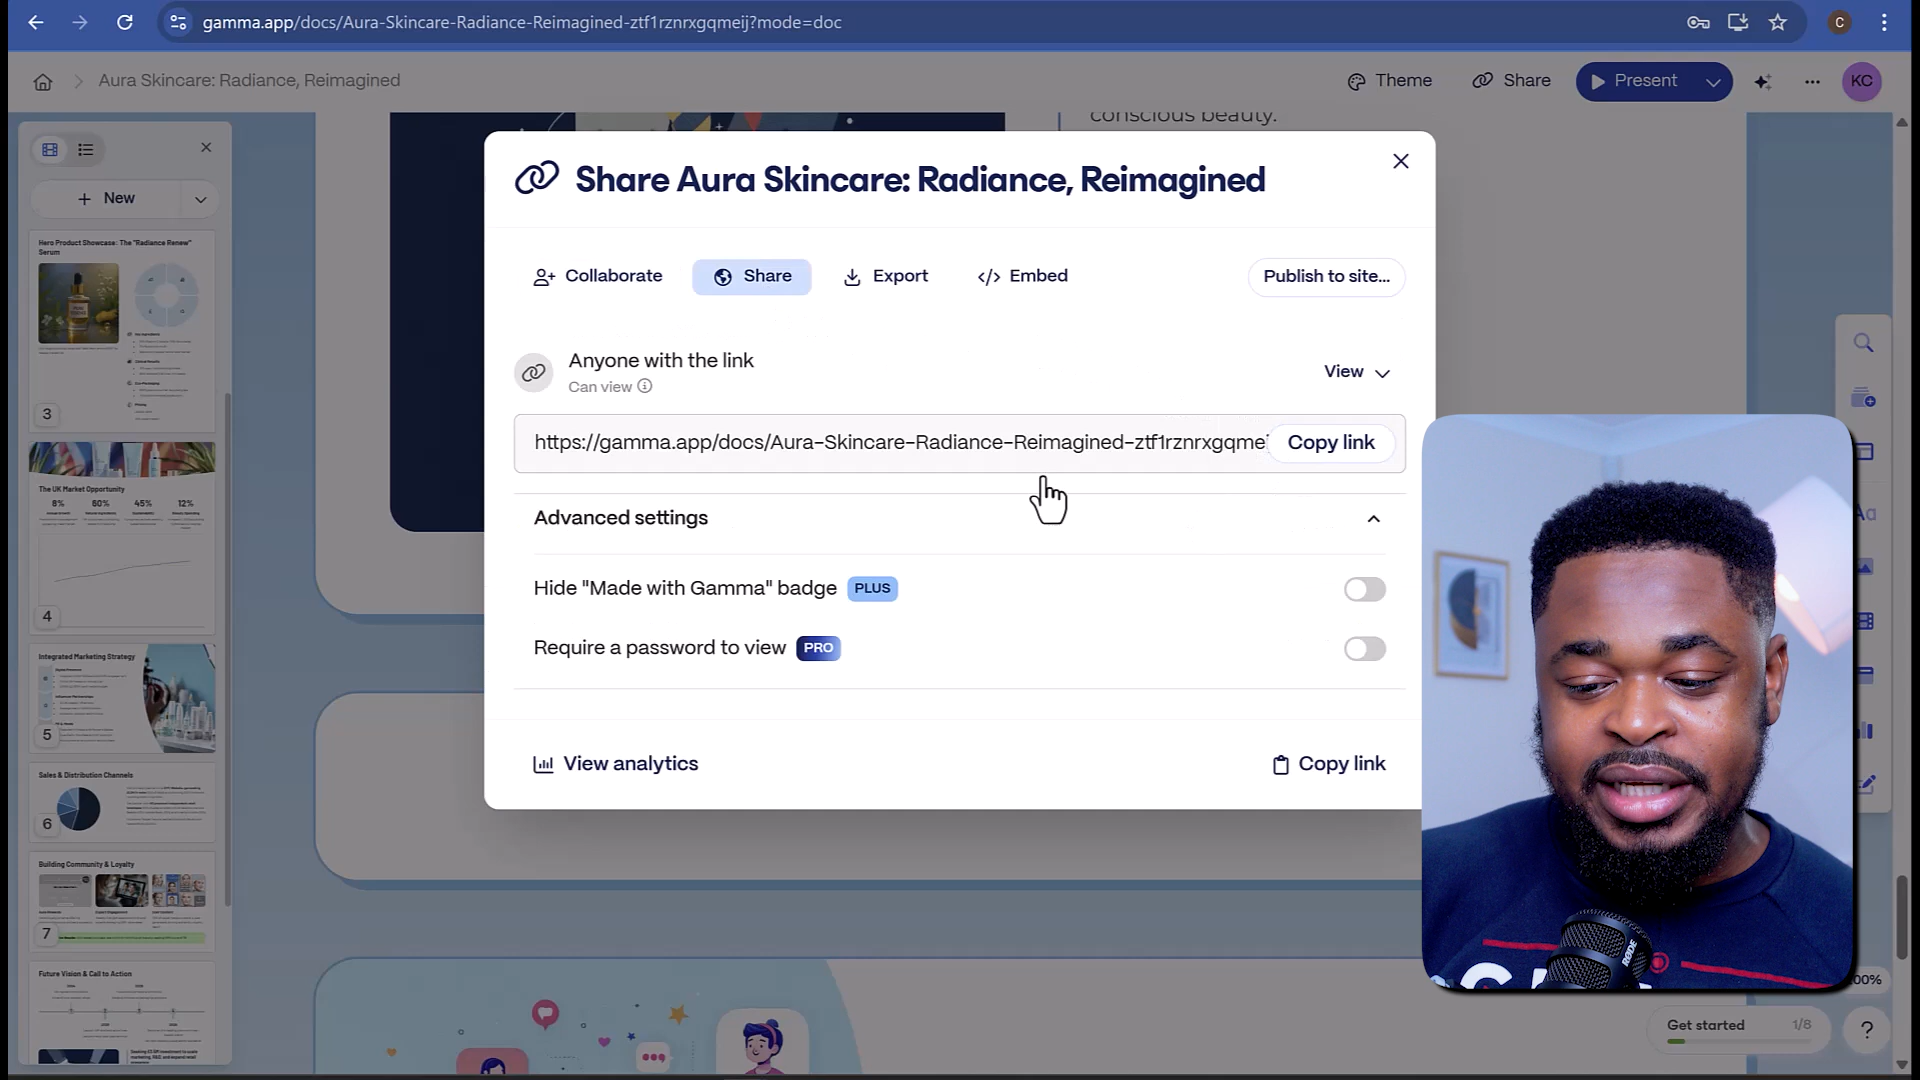 gamma.app/docs/Aura-Skincare-Radiance-Reimagined-ztf1rznrxgqmeij?mode=doc
C
Aura Skincare: Radiance, Reimagined
Theme
Share
Present
KC
conscious beauty.
New
Share Aura Skincare: Radiance, Reimagined
Collaborate
Share
Export
Embed
Publish to site...
Anyone with the link
Can view
View
https://gamma.app/docs/Aura-Skincare-Radiance-Reimagined-ztf1rznrxgqme
Copy link
Advanced settings
Hide "Made with Gamma" badge PLUS
Require a password to view PRO
View analytics
Copy link
Hero Product Showcase: The "Radiance Renew"
Serum
3
The UK Market Opportunity
8% 60% 45% 12%
4
Integrated Marketing Strategy
5
Sales & Distribution Channels
6
Building Community & Loyalty
7
Future Vision & Call to Action
Aa
RØDE
00%
Get started 1/8
?